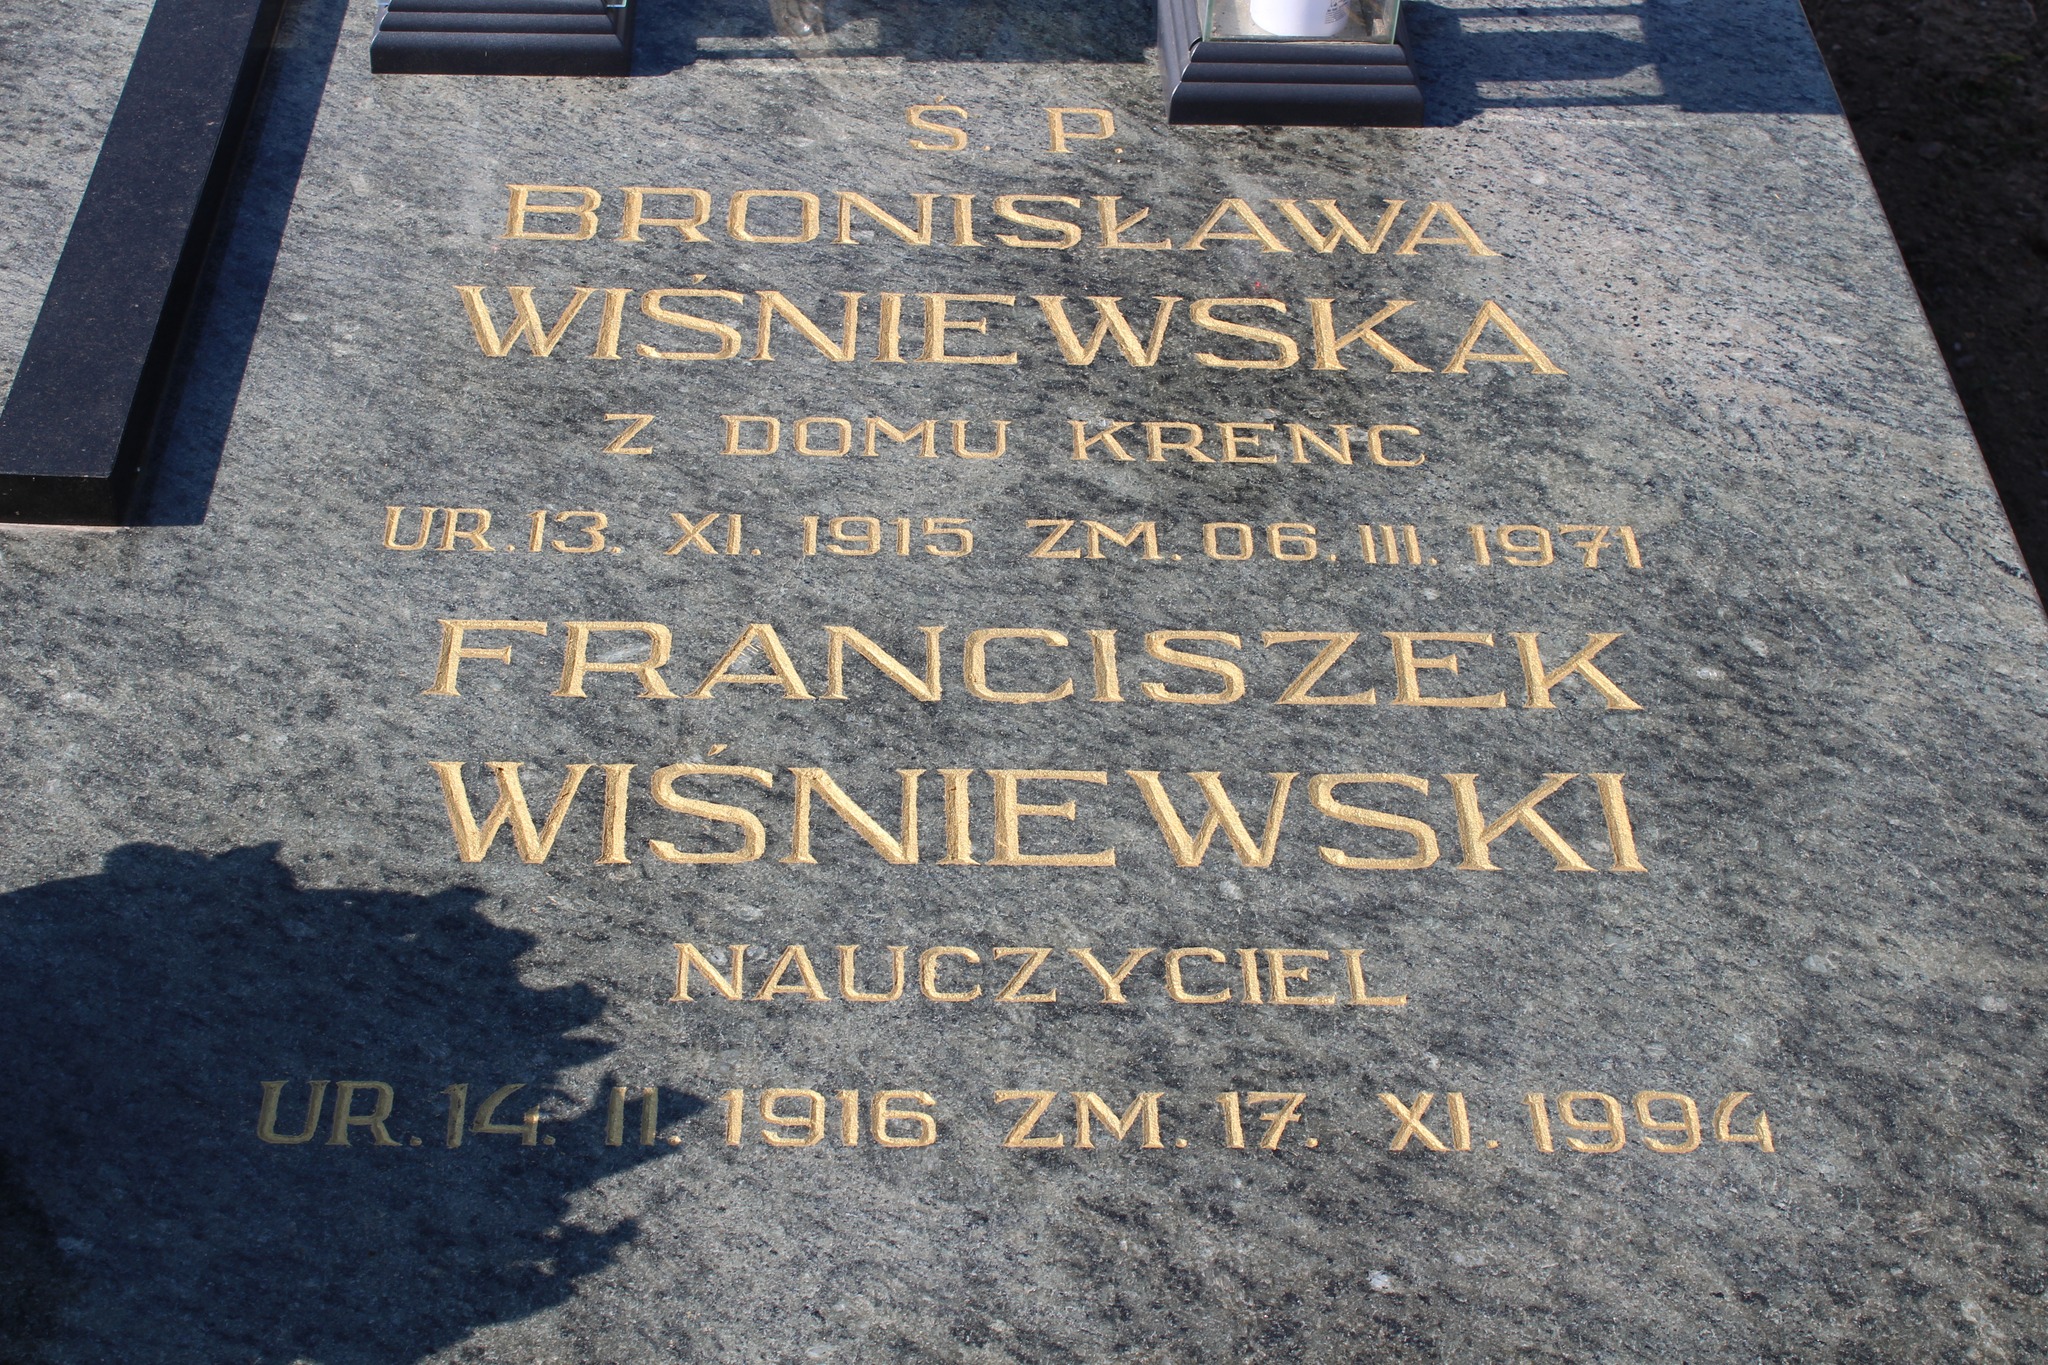 Ś. P.
BRONISŁAWA
WIŚNIEWSKA
Z DOMU KRENC
UR. 13. XI. 1915 ZM. 06. III. 1971
FRANCISZEK
WIŚNIEWSKI
NAUCZYCIEL
UR. 14. II. 1916 ZM. 17. XI. 1994